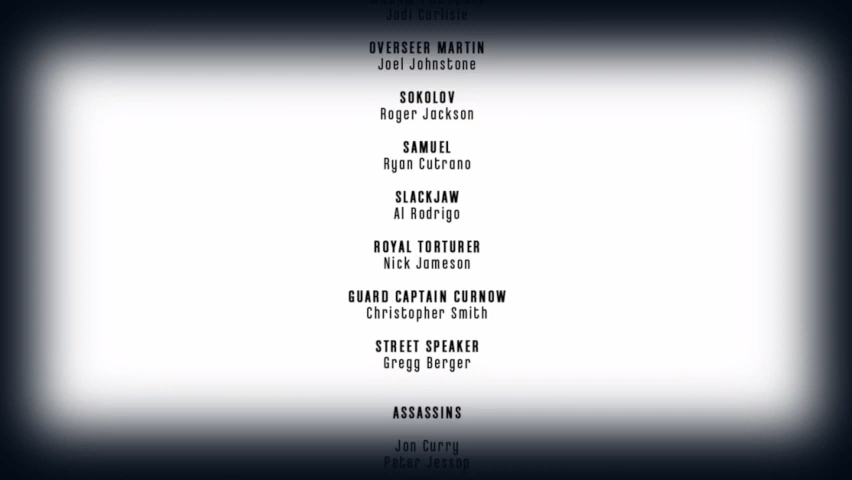 Jodi Carlisle
OVERSEER MARTIN
Joel Johnstone
SOKOLOV
Roger Jackson
SAMUEL
Ryan Cutrano
SLACKJAW
Al Rodrigo
ROYAL TORTURER
Nick Jameson
GUARD CAPTAIN CURNOW
Christopher Smith
STREET SPEAKER
Gregg Berger
ASSASSINS
Jon Curry
Peter Jessop